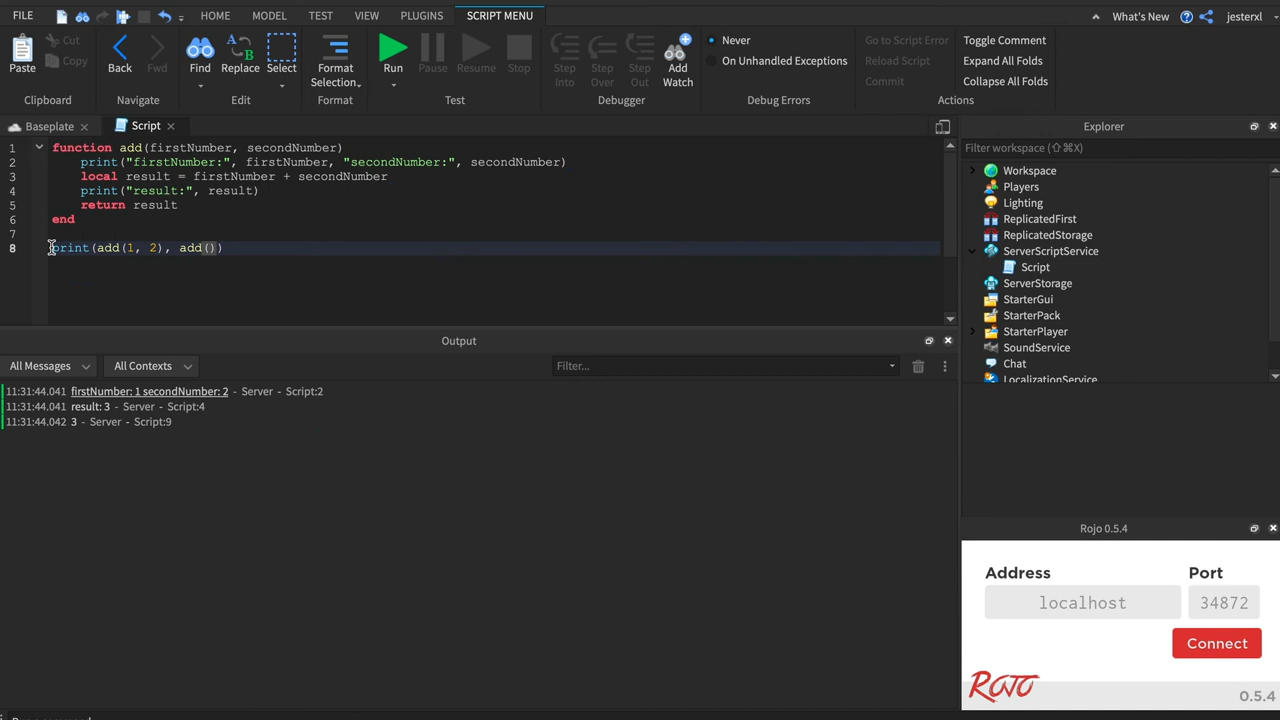 FILE
HOME
MODEL
TEST
VIEW
PLUGINS
SCRIPT MENU
What's New
jesterxl
Paste
Cut
Copy
Back
Fwd
Find
Replace
Select
Format
Selection
Run
Pause
Resume
Stop
Step
Into
Step
Over
Step
Out
Add
Watch
Never
On Unhandled Exceptions
Go to Script Error
Reload Script
Commit
Toggle Comment
Expand All Folds
Collapse All Folds
Clipboard
Navigate
Edit
Format
Test
Debugger
Debug Errors
Actions
Baseplate
Script
1 function add(firstNumber, secondNumber)
2 print("firstNumber:", firstNumber, "secondNumber:", secondNumber)
3 local result = firstNumber + secondNumber
4 print("result:", result)
5 return result
6 end
7
8 print(add(1, 2), add())
Output
All Messages
All Contexts
Filter...
11:31:44.041 firstNumber: 1 secondNumber: 2 - Server - Script:2
11:31:44.041 result: 3 - Server - Script:4
11:31:44.042 3 - Server - Script:9
Explorer
Filter workspace (⇧⌘X)
Workspace
Players
Lighting
ReplicatedFirst
ReplicatedStorage
ServerScriptService
Script
ServerStorage
StarterGui
StarterPack
StarterPlayer
SoundService
Chat
LocalizationService
Rojo 0.5.4
Address
Port
localhost
34872
Connect
ROJO
0.5.4